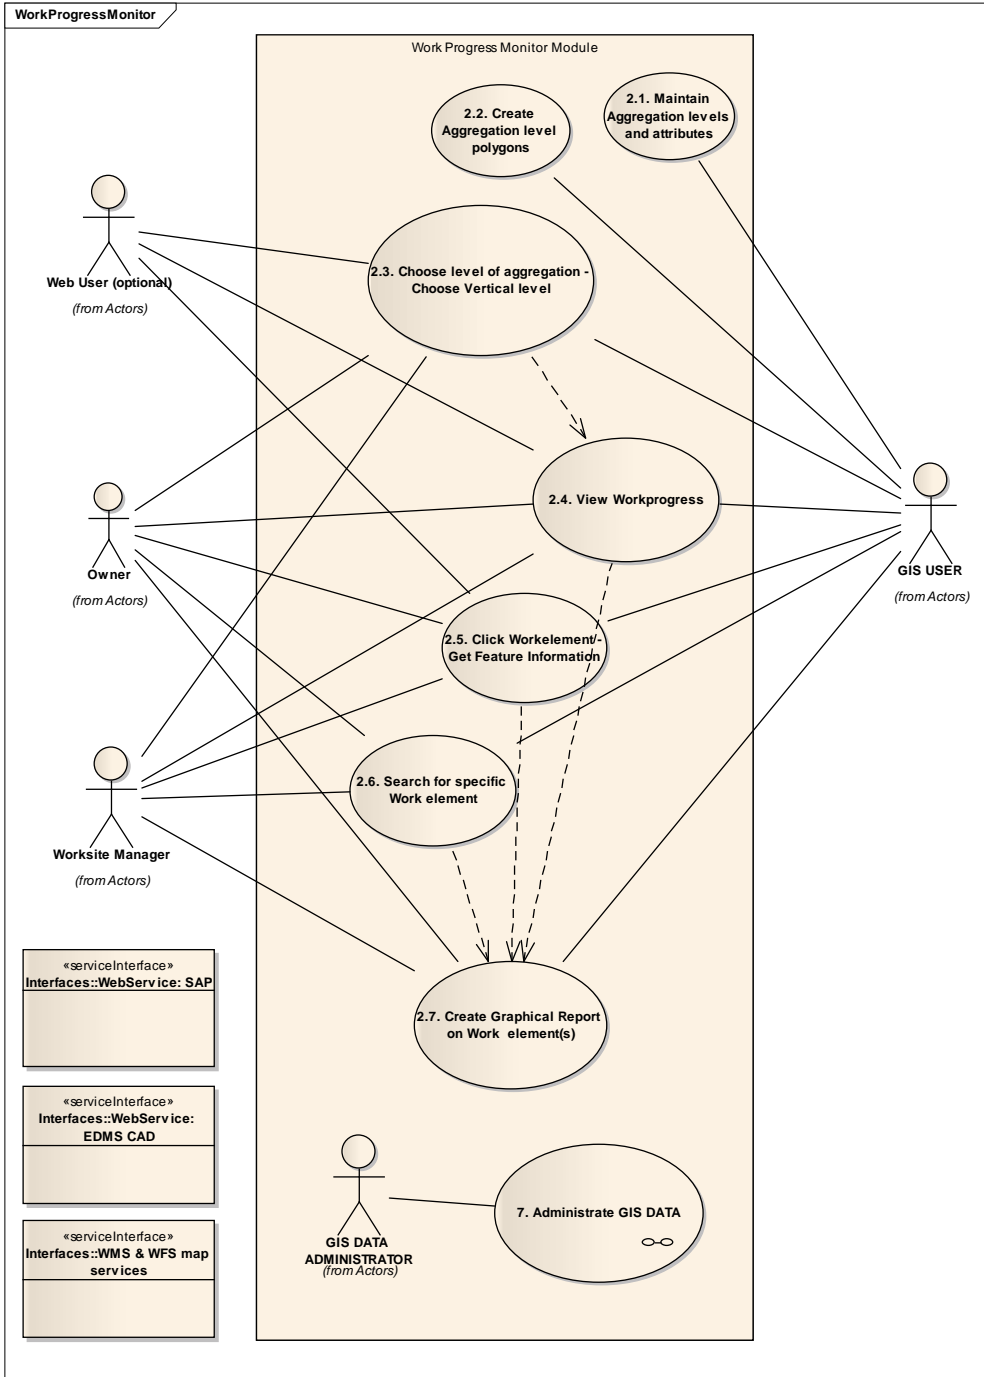 WorkProgressMonitor
Work Progress Monitor Module
2.2. Create
Aggregation level
polygons
2.1. Maintain
Aggregation levels
and attributes
Web User (optional)
(from Actors)
2.3. Choose level of aggregation -
Choose Vertical level
2.4. View Workprogress
Owner
(from Actors)
GIS USER
(from Actors)
2.5. Click Workelement/-
Get Feature Information
2.6. Search for specific
Work element
Worksite Manager
(from Actors)
«serviceInterface»
Interfaces::WebService: SAP
2.7. Create Graphical Report
on Work element(s)
«serviceInterface»
Interfaces::WebService:
EDMS CAD
GIS DATA
ADMINISTRATOR
(from Actors)
7. Administrate GIS DATA
«serviceInterface»
Interfaces::WMS & WFS map
services